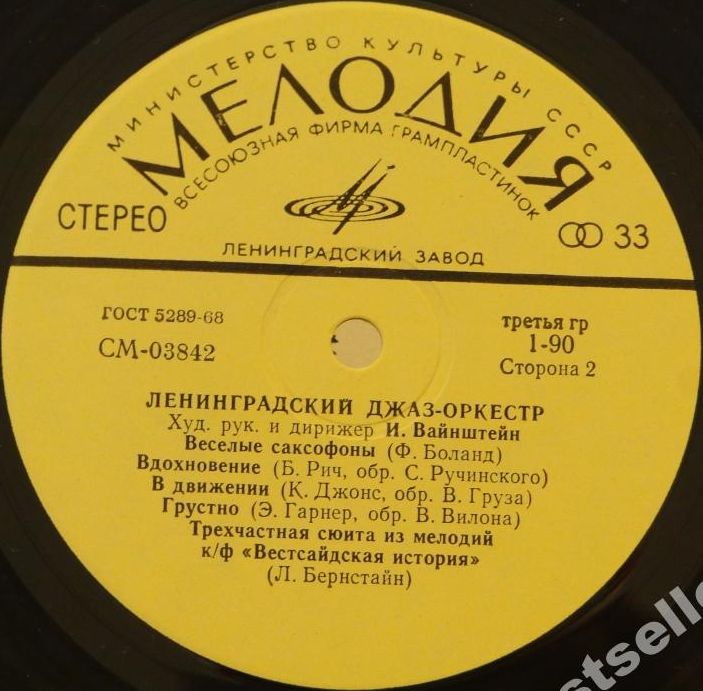 МИНИСТЕРСТВО КУЛЬТУРЫ СССР
МЕЛОДИЯ
ВСЕСОЮЗНАЯ ФИРМА ГРАМПЛАСТИНОК
СТЕРЕО
33
ЛЕНИНГРАДСКИЙ ЗАВОД
ГОСТ 5289-68
третья гр
СМ-03842
1-90
Сторона 2
ЛЕНИНГРАДСКИЙ ДЖАЗ-ОРКЕСТР
Худ. рук. и дирижер И. Вайнштейн
Веселые саксофоны (Ф. Боланд)
Вдохновение (Б. Рич, обр. С. Ручинского)
В движении (К. Джонс, обр. В. Груза)
Грустно (Э. Гарнер, обр. В. Вилона)
Трехчастная сюита из мелодий
к/ф «Вестсайдская история»
(Л. Бернстайн)